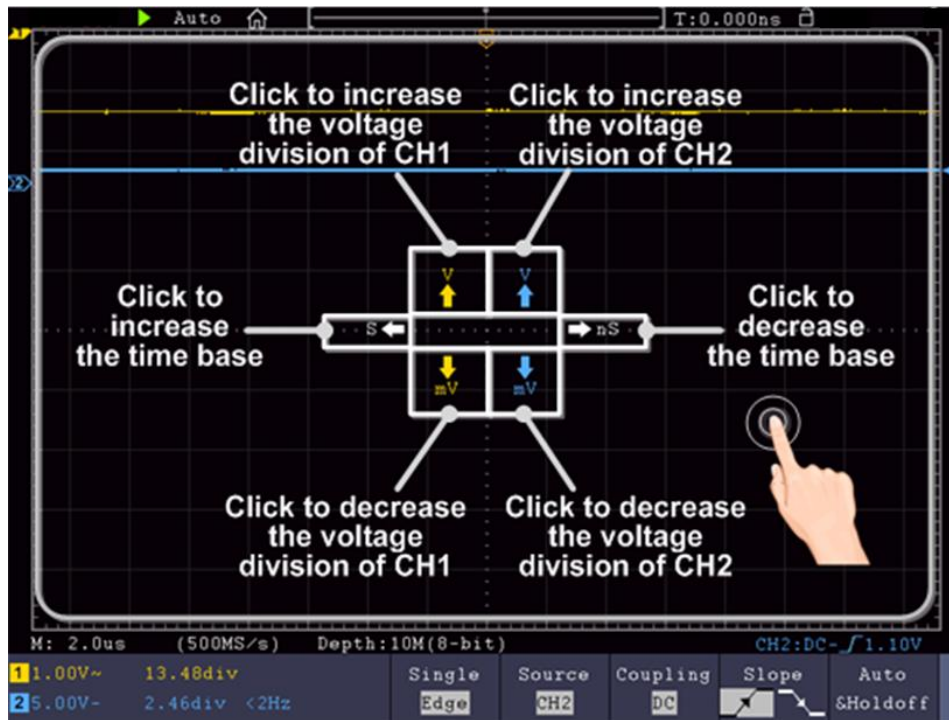 Auto T:0.000ns
1
Click to increase
the voltage
division of CH1
Click to increase
the voltage
division of CH2
2
V V
Click to
increase
the time base
S nS
Click to
decrease
the time base
mV mV
Click to decrease
the voltage
division of CH1
Click to decrease
the voltage
division of CH2
M: 2.0us (500MS/s) Depth:10M(8-bit) CH2:DC- 1.10V
1 1.00V~ 13.48div
2 5.00V- 2.46div <2Hz
Single
Edge
Source
CH2
Coupling
DC
Slope
Auto
&Holdoff